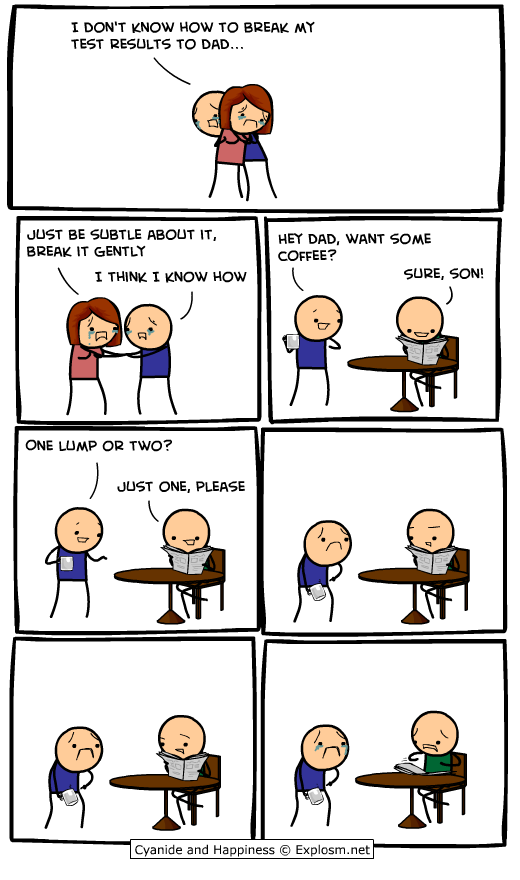 I DON'T KNOW HOW TO BREAK MY
TEST RESULTS TO DAD...
JUST BE SUBTLE ABOUT IT,
BREAK IT GENTLY
I THINK I KNOW HOW
HEY DAD, WANT SOME
COFFEE?
SURE, SON!
ONE LUMP OR TWO?
JUST ONE, PLEASE
Cyanide and Happiness © Explosm.net